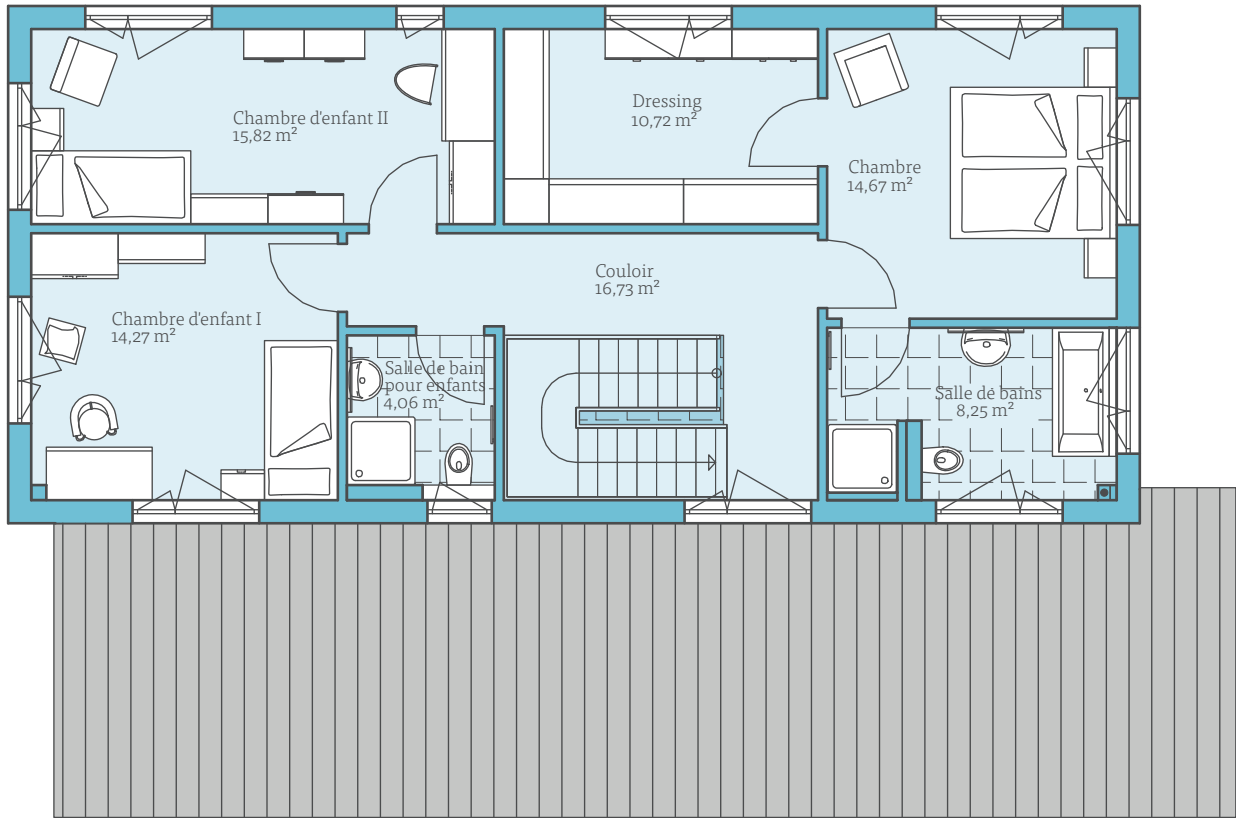 Chambre d'enfant II
15,82 m²
Dressing
10,72 m²
Chambre
14,67 m²
Couloir
16,73 m²
Chambre d'enfant I
14,27 m²
Salle de bain
pour enfants
4,06 m²
Salle de bains
8,25 m²